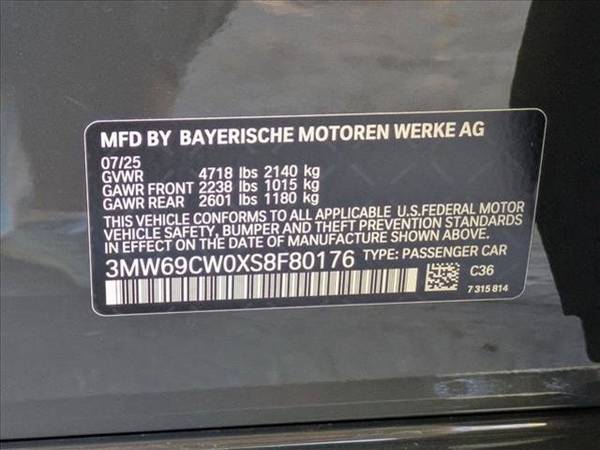 MFD BY BAYERISCHE MOTOREN WERKE AG
07/25
GVWR 4718 lbs 2140 kg
GAWR FRONT 2238 lbs 1015 kg
GAWR REAR 2601 lbs 1180 kg
THIS VEHICLE CONFORMS TO ALL APPLICABLE U.S.FEDERAL MOTOR
VEHICLE SAFETY, BUMPER AND THEFT PREVENTION STANDARDS
IN EFFECT ON THE DATE OF MANUFACTURE SHOWN ABOVE.
3MW69CW0XS8F80176 TYPE: PASSENGER CAR
C36
7 315 814